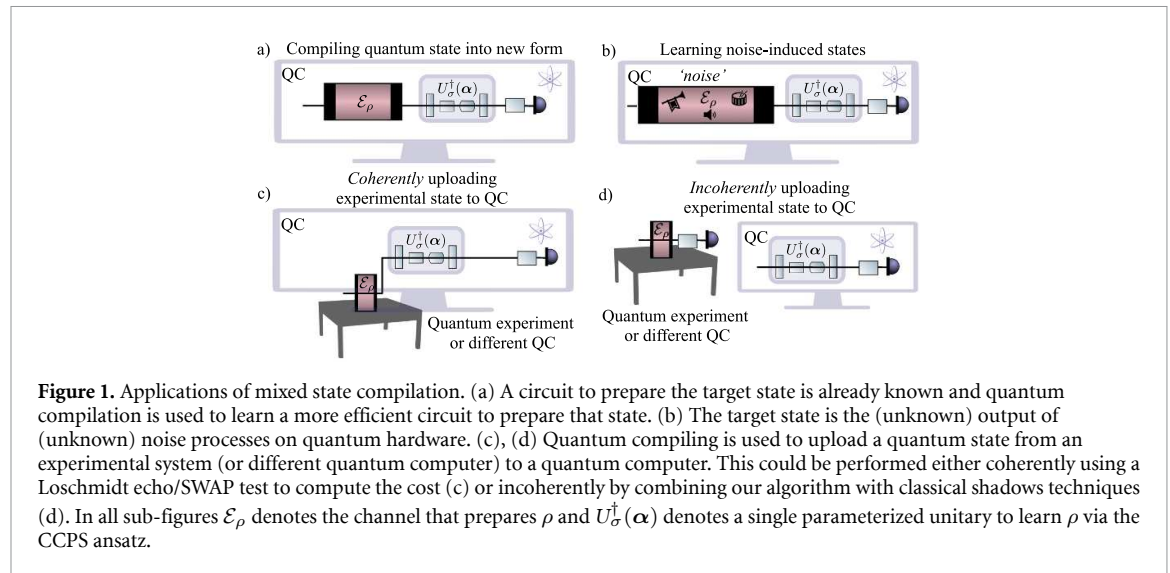 a) Compiling quantum state into new form
QC
ℰρ
U†σ(α)
b) Learning noise-induced states
QC
'noise'
ℰρ
U†σ(α)
c) Coherently uploading
experimental state to QC
QC
U†σ(α)
ℰρ
Quantum experiment
or different QC
d) Incoherently uploading
experimental state to QC
ℰρ
QC
U†σ(α)
Quantum experiment
or different QC
Figure 1. Applications of mixed state compilation. (a) A circuit to prepare the target state is already known and quantum
compilation is used to learn a more efficient circuit to prepare that state. (b) The target state is the (unknown) output of
(unknown) noise processes on quantum hardware. (c), (d) Quantum compiling is used to upload a quantum state from an
experimental system (or different quantum computer) to a quantum computer. This could be performed either coherently using a
Loschmidt echo/SWAP test to compute the cost (c) or incoherently by combining our algorithm with classical shadows techniques
(d). In all sub-figures ℰρ denotes the channel that prepares ρ and U†σ(α) denotes a single parameterized unitary to learn ρ via the
CCPS ansatz.